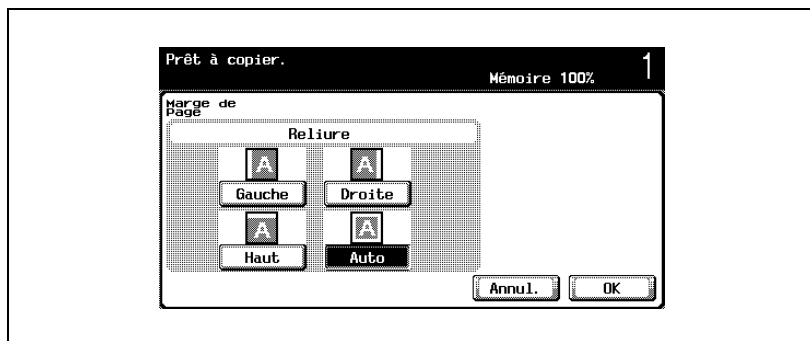 Prêt à copier.
Mémoire 100%
1
Marge de
Page
Reliure
A
A
Gauche
Droite
A
A
Haut
Auto
Annul.
OK